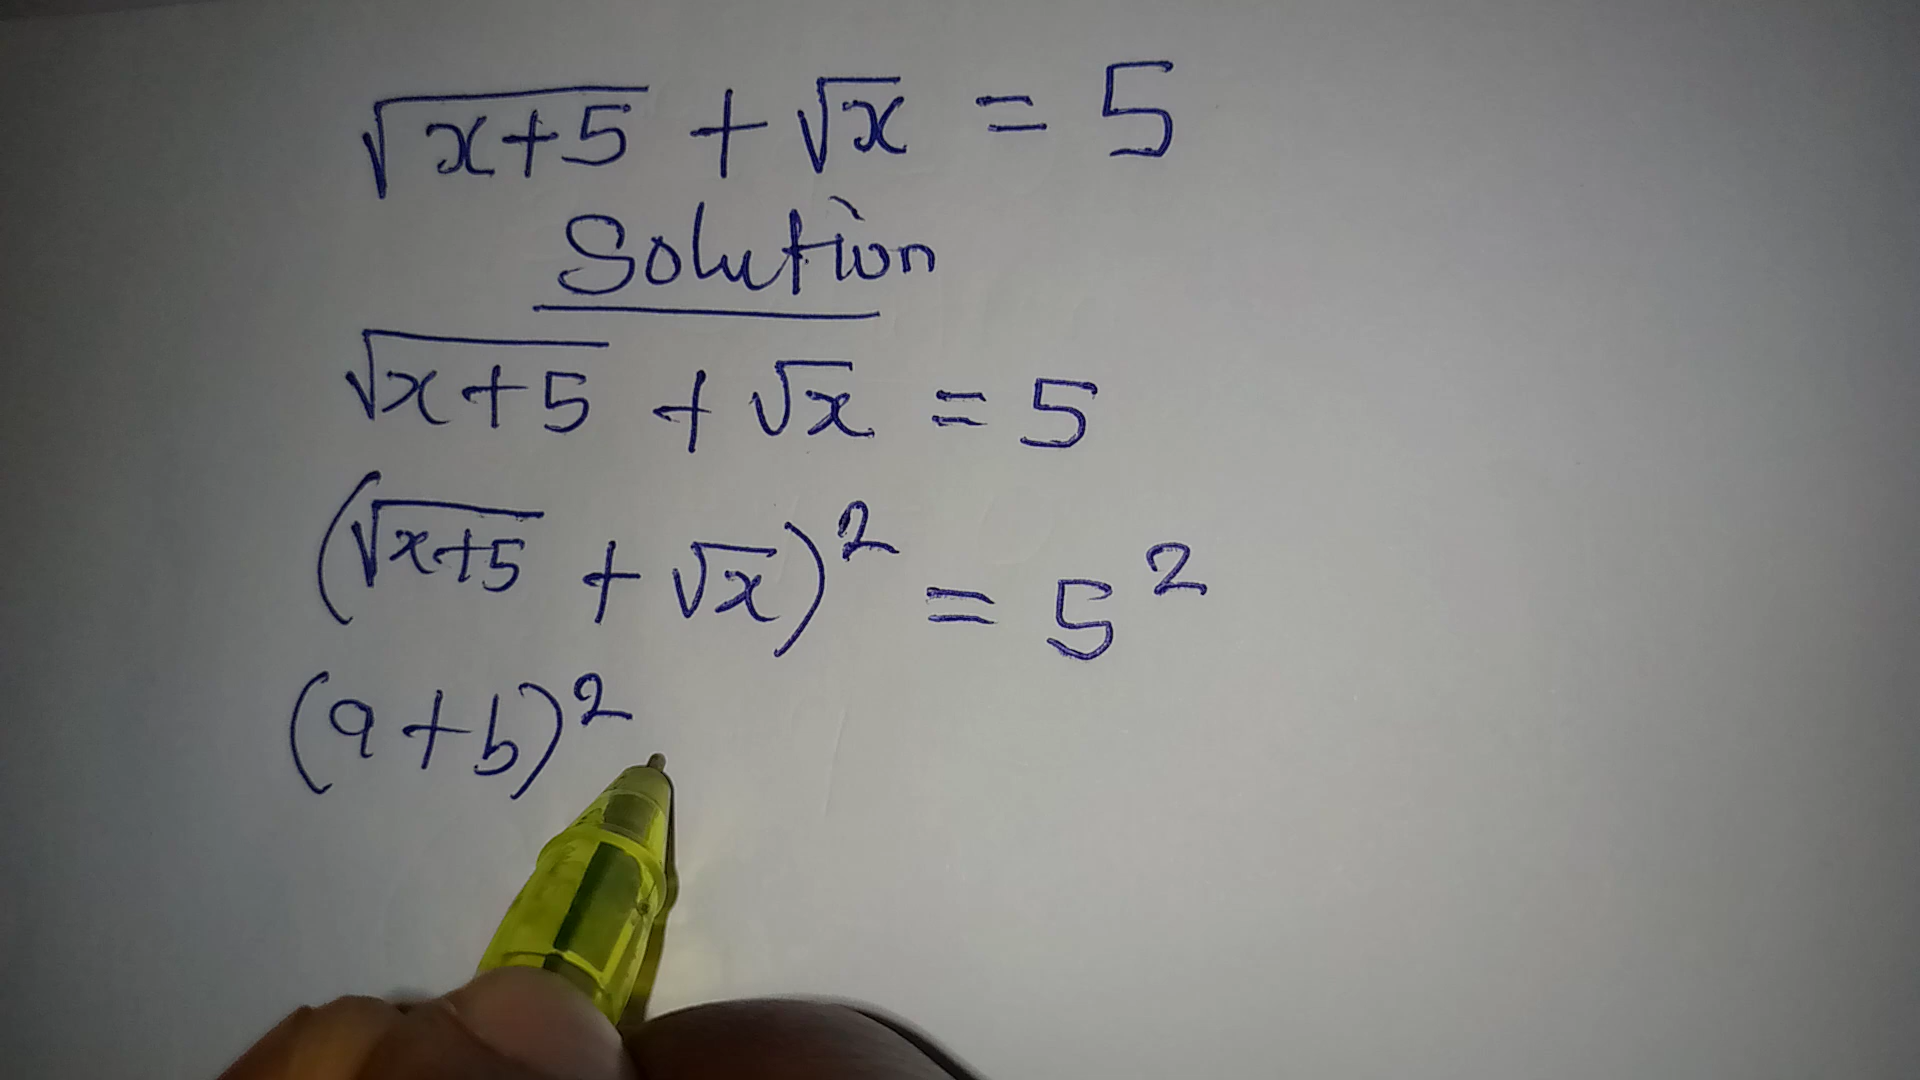 √(x+5) + √x = 5
Solution
√(x+5) + √x = 5
(√(x+5) + √x)² = 5²
(a+b)²